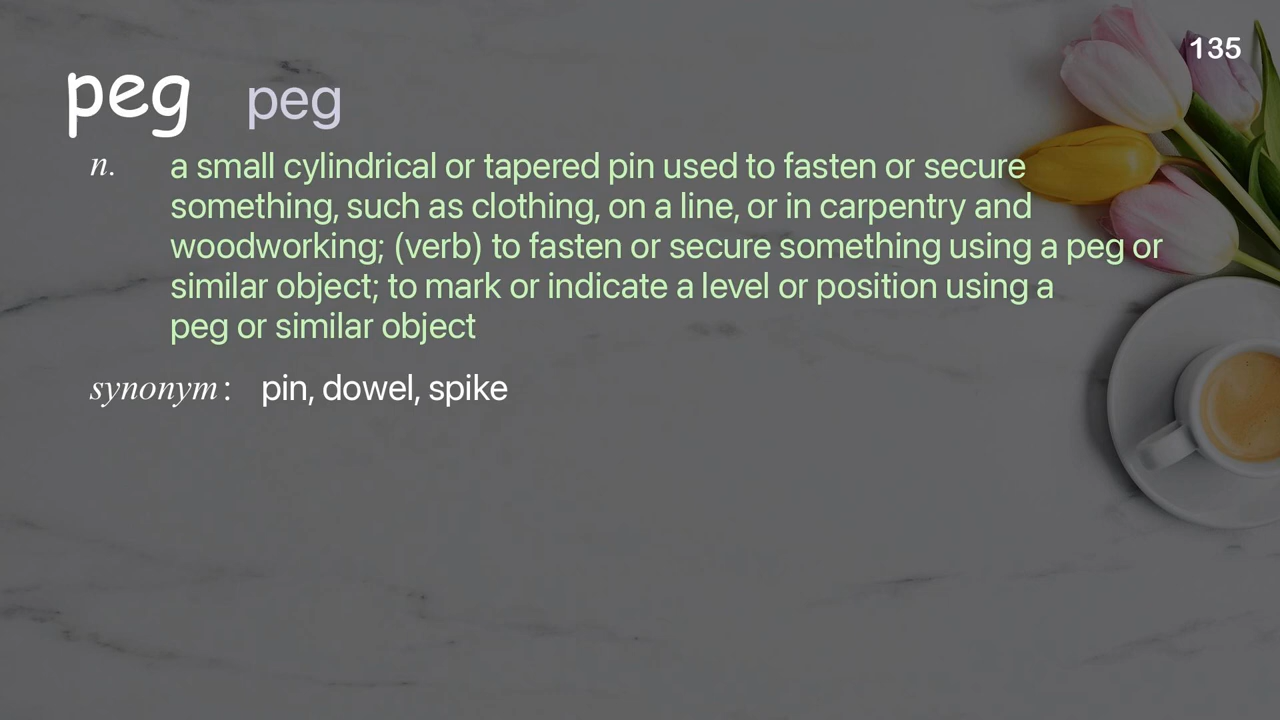 135
peg peg
n. a small cylindrical or tapered pin used to fasten or secure
something, such as clothing, on a line, or in carpentry and
woodworking; (verb) to fasten or secure something using a peg or
similar object; to mark or indicate a level or position using a
peg or similar object
synonym: pin, dowel, spike